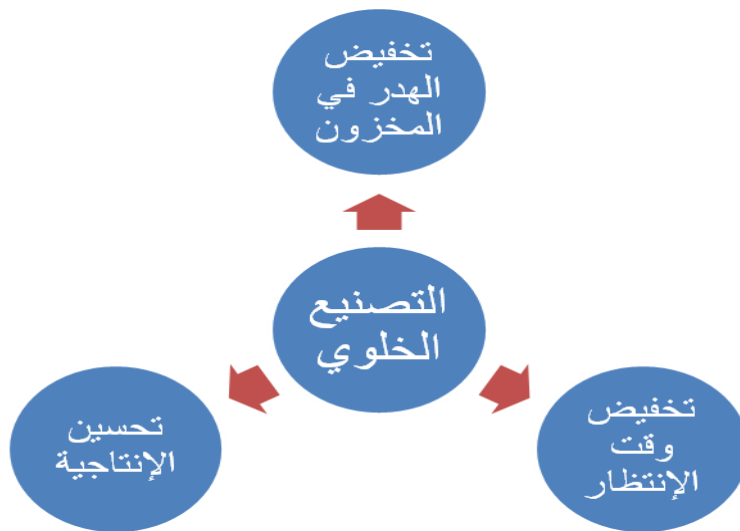 تخفيض
الهدر في
المخزون
التصنيع
الخلوي
تخفيض
وقت
الإنتظار
تحسين
الإنتاجية